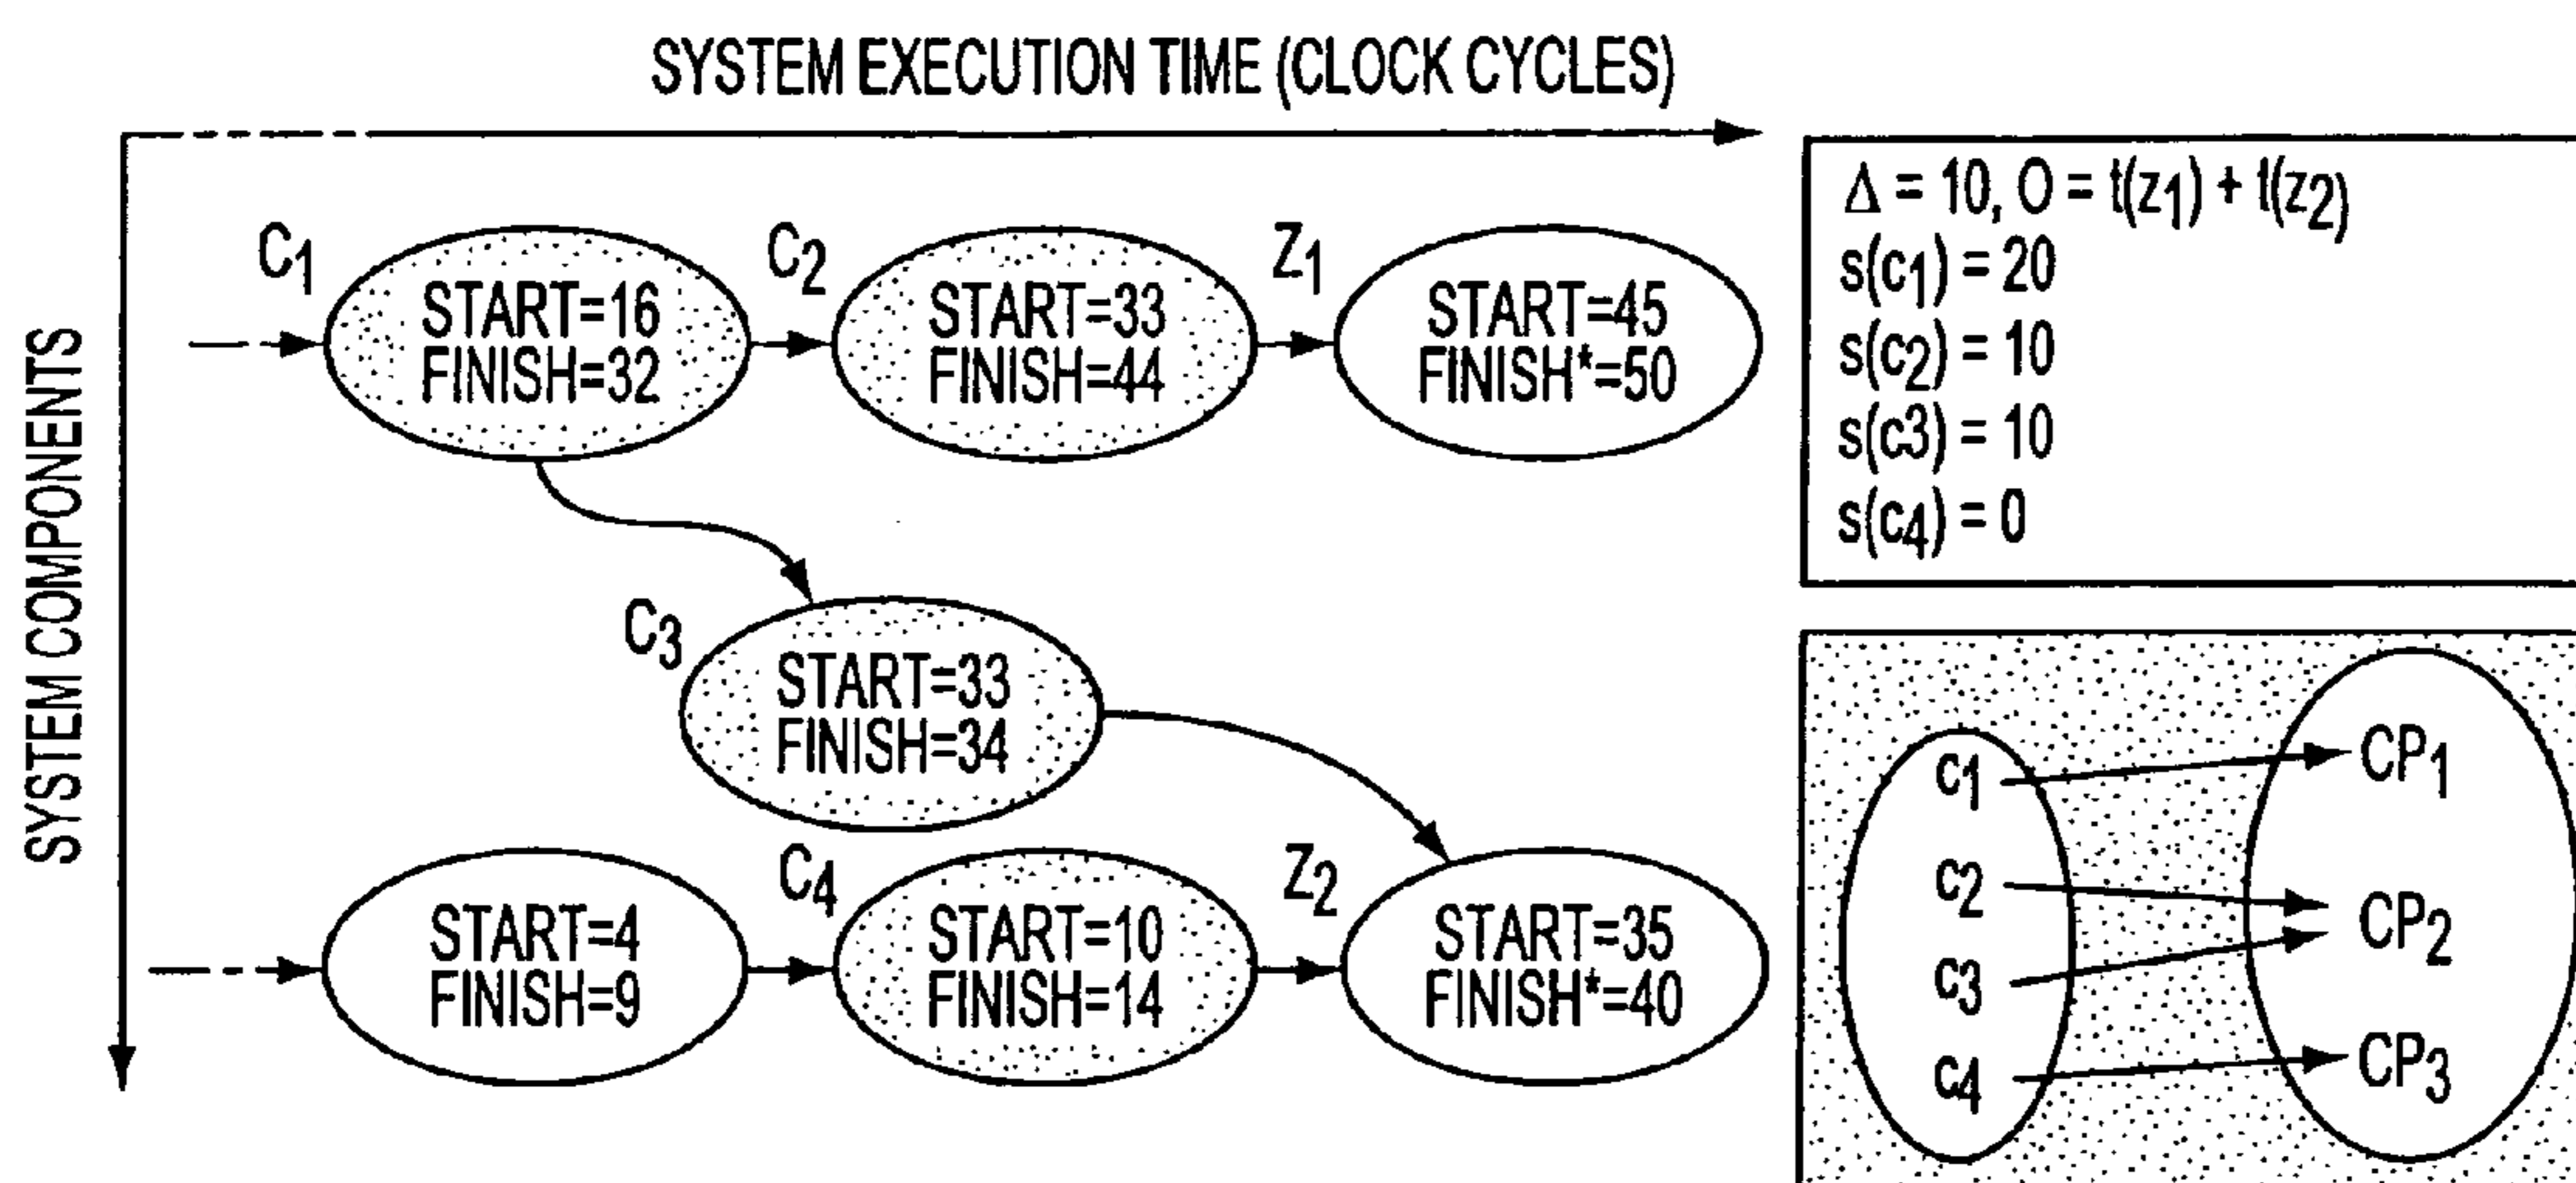 SYSTEM EXECUTION TIME (CLOCK CYCLES)
SYSTEM COMPONENTS
C1
START=16
FINISH=32
C2
START=33
FINISH=44
Z1
START=45
FINISH*=50
C3
START=33
FINISH=34
START=4
FINISH=9
C4
START=10
FINISH=14
Z2
START=35
FINISH*=40
Δ = 10, O = t(z1) + t(z2)
s(c1) = 20
s(c2) = 10
s(c3) = 10
s(c4) = 0
c1
c2
c3
c4
CP1
CP2
CP3